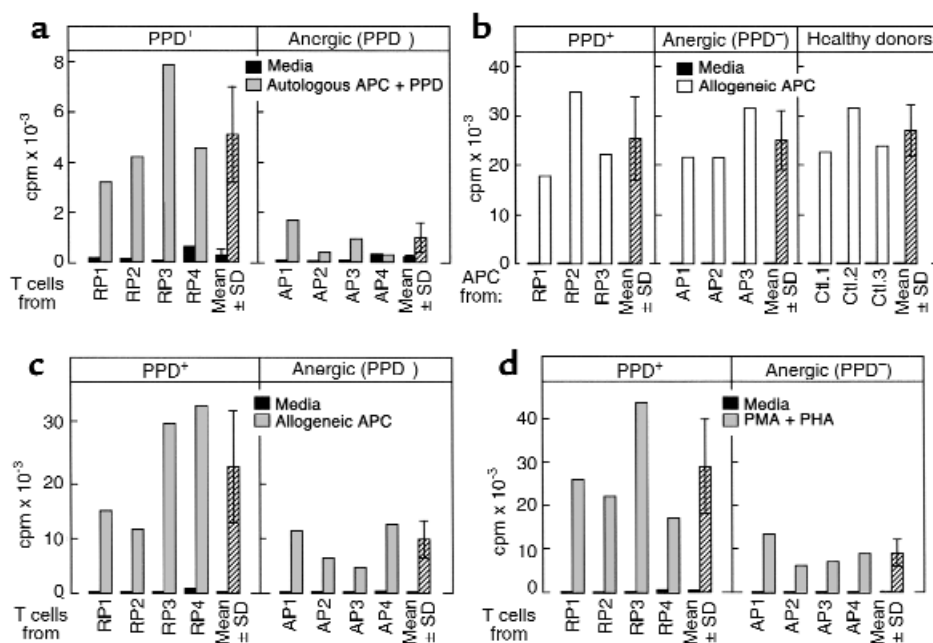 a
PPD⁺ Anergic (PPD )
Media
Autologous APC + PPD
cpm x 10⁻³
8
6
4
2
0
T cells from
RP1 RP2 RP3 RP4 Mean ± SD AP1 AP2 AP3 AP4 Mean ± SD
b
PPD⁺ Anergic (PPD⁻) Healthy donors
Media
Allogeneic APC
cpm x 10⁻³
40
30
20
10
0
APC from:
RP1 RP2 RP3 Mean ± SD AP1 AP2 AP3 Mean ± SD Ctl.1 Ctl.2 Ctl.3 Mean ± SD
c
PPD⁺ Anergic (PPD )
Media
Allogeneic APC
cpm x 10⁻³
30
20
10
0
T cells from
RP1 RP2 RP3 RP4 Mean ± SD AP1 AP2 AP3 AP4 Mean ± SD
d
PPD⁺ Anergic (PPD⁻)
Media
PMA + PHA
cpm x 10⁻³
40
30
20
10
0
T cells from
RP1 RP2 RP3 RP4 Mean ± SD AP1 AP2 AP3 AP4 Mean ± SD